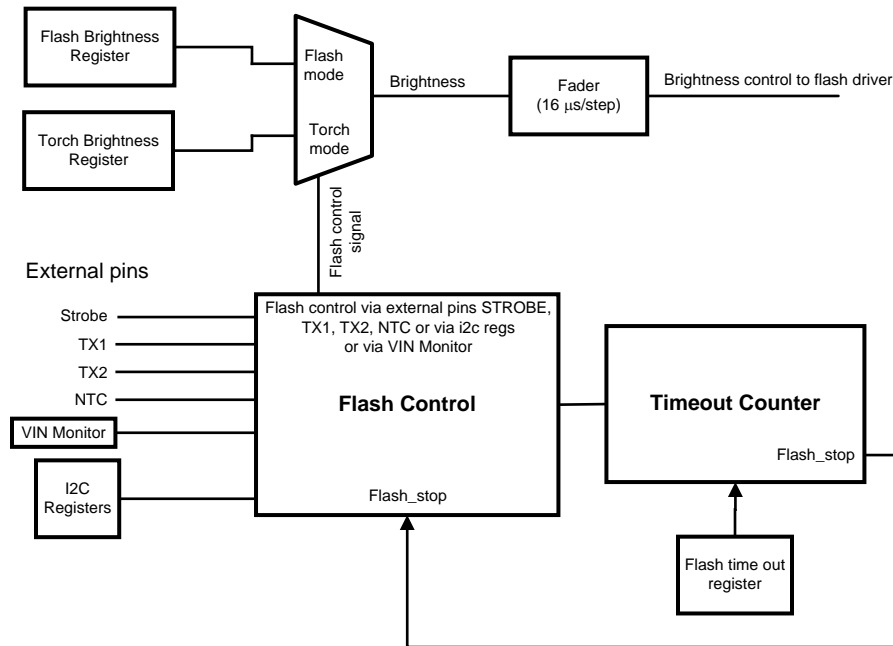 Flash Brightness
Register
Flash
mode
Brightness
Fader
(16 μs/step)
Brightness control to flash driver
Torch Brightness
Register
Torch
mode
Flash control
signal
External pins
Strobe
TX1
TX2
NTC
VIN Monitor
I2C
Registers
Flash control via external pins STROBE,
TX1, TX2, NTC or via i2c regs
or via VIN Monitor
Flash Control
Flash_stop
Timeout Counter
Flash_stop
Flash time out
register